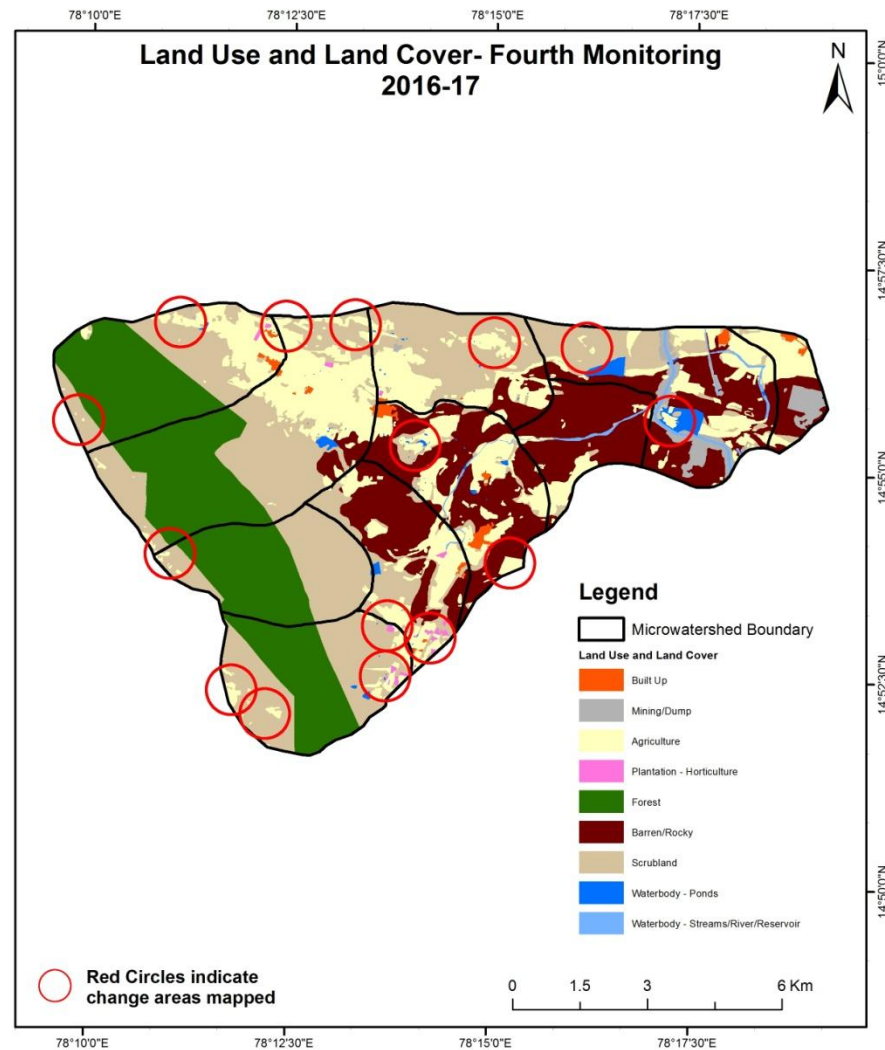 78°10'0"E
78°12'30"E
78°15'0"E
78°17'30"E
Land Use and Land Cover- Fourth Monitoring
2016-17
N
15°0'0"N
14°57'30"N
14°55'0"N
14°52'30"N
14°50'0"N
Legend
Microwatershed Boundary
Land Use and Land Cover
Built Up
Mining/Dump
Agriculture
Plantation - Horticulture
Forest
Barren/Rocky
Scrubland
Waterbody - Ponds
Waterbody - Streams/River/Reservoir
Red Circles indicate
change areas mapped
0 1.5 3 6 Km
78°10'0"E
78°12'30"E
78°15'0"E
78°17'30"E